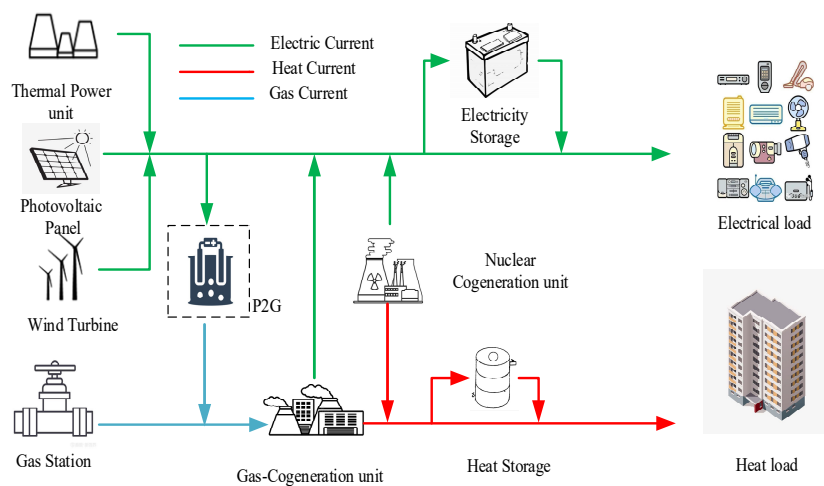 Electric Current
Heat Current
Gas Current
Thermal Power
unit
Electricity
Storage
Photovoltaic
Panel
Electrical load
Nuclear
Cogeneration unit
P2G
Wind Turbine
Gas Station
Gas-Cogeneration unit
Heat Storage
Heat load